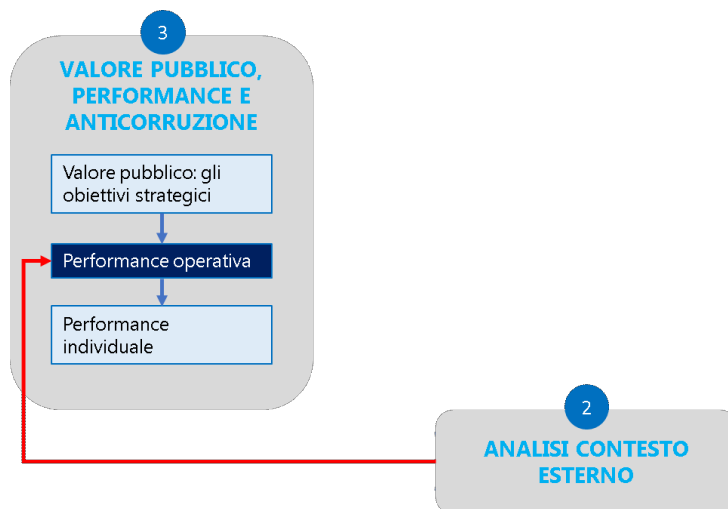 3
VALORE PUBBLICO,
PERFORMANCE E
ANTICORRUZIONE
Valore pubblico: gli
obiettivi strategici
Performance operativa
Performance
individuale
2
ANALISI CONTESTO
ESTERNO